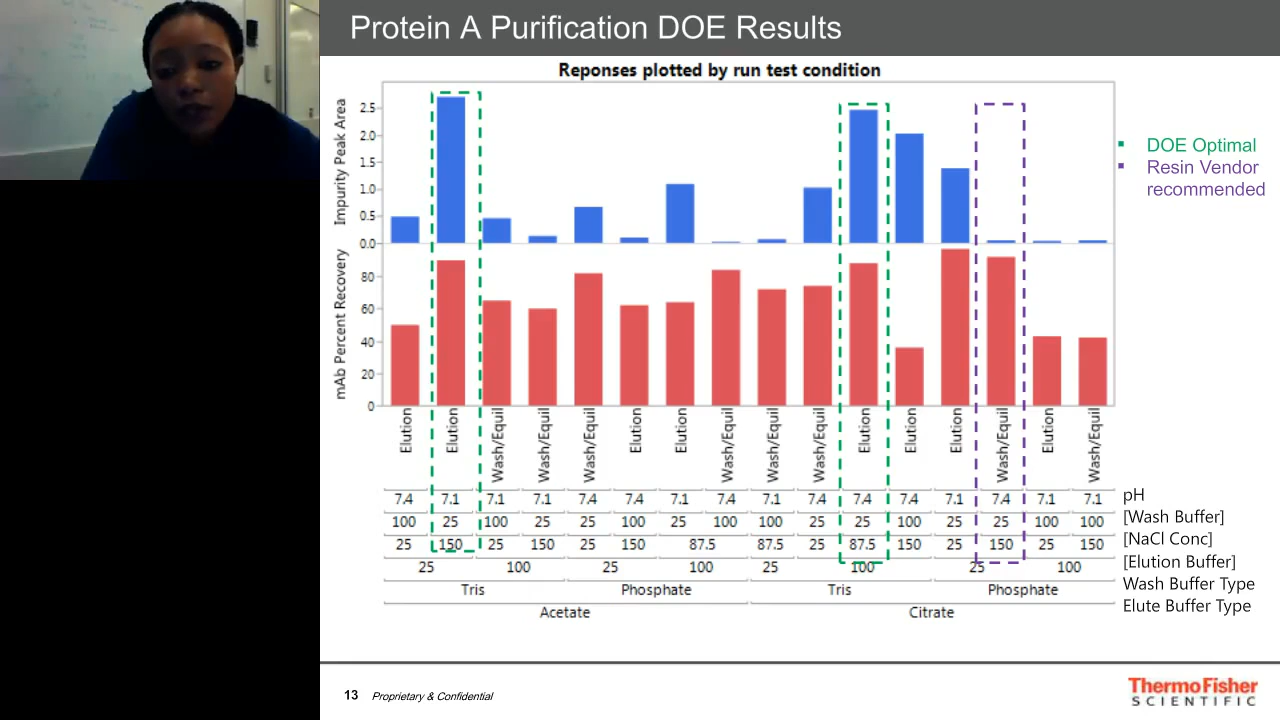 Protein A Purification DOE Results
Reponses plotted by run test condition
Impurity Peak Area
2.5
2.0
1.5
1.0
0.5
0.0
mAb Percent Recovery
80
60
40
20
0
DOE Optimal
Resin Vendor
recommended
Elution Elution Wash/Equil Wash/Equil Wash/Equil Elution Elution Wash/Equil Wash/Equil Wash/Equil Elution Elution Elution Wash/Equil Elution Wash/Equil
7.4 7.1 7.1 7.1 7.4 7.4 7.1 7.4 7.1 7.4 7.4 7.4 7.1 7.4 7.1 7.1 pH
100 25 100 25 25 100 25 100 100 25 25 100 25 25 100 100 [Wash Buffer]
25 150 25 150 25 150 87.5 87.5 25 87.5 150 25 150 25 150 [NaCl Conc]
25 100 25 100 25 100 25 100 [Elution Buffer]
Tris Phosphate Tris Phosphate Wash Buffer Type
Acetate Citrate Elute Buffer Type
13 Proprietary & Confidential
ThermoFisher
SCIENTIFIC